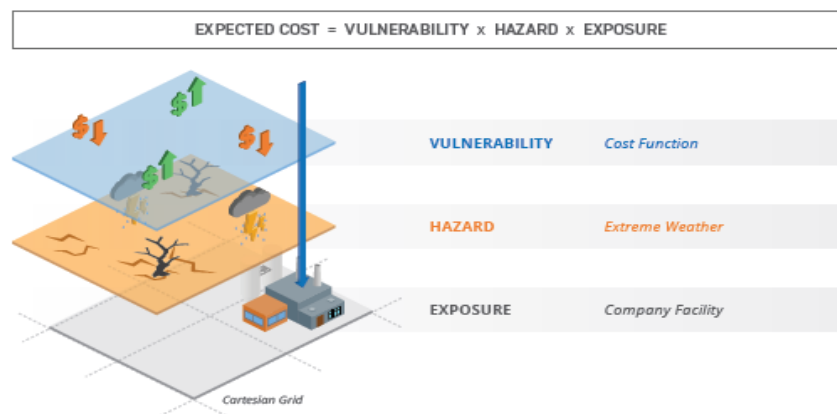 EXPECTED COST = VULNERABILITY x HAZARD x EXPOSURE
$ $
$ $
VULNERABILITY Cost Function
HAZARD Extreme Weather
EXPOSURE Company Facility
Cartesian Grid